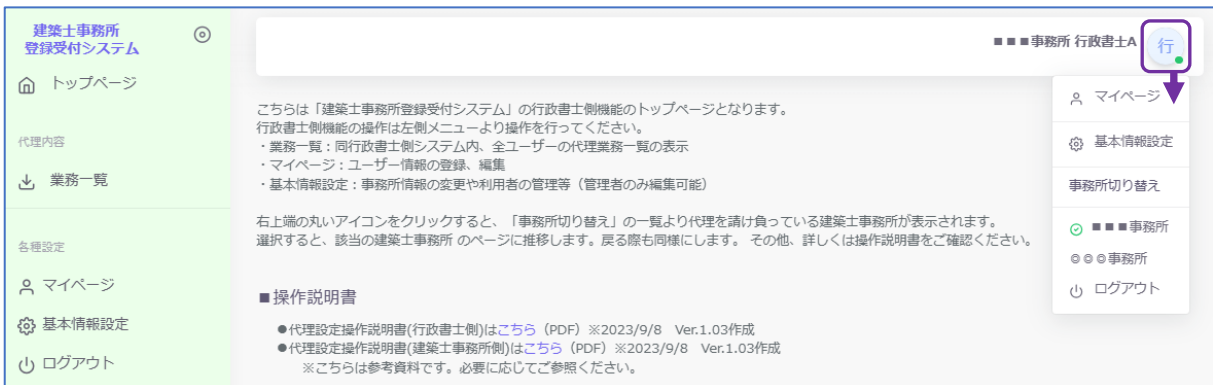 建築士事務所
登録受付システム
トップページ
代理内容
業務一覧
各種設定
マイページ
基本情報設定
ログアウト
■■■事務所 行政書士A
行
こちらは「建築士事務所登録受付システム」の行政書士側機能のトップページとなります。
行政書士側機能の操作は左側メニューより操作を行ってください。
・業務一覧:同行政書士側システム内、全ユーザーの代理業務一覧の表示
・マイページ:ユーザー情報の登録、編集
・基本情報設定:事務所情報の変更や利用者の管理等(管理者のみ編集可能)
右上端の丸いアイコンをクリックすると、「事務所切り替え」の一覧より代理を請け負っている建築士事務所が表示されます。
選択すると、該当の建築士事務所 のページに推移します。戻る際も同様にします。 その他、詳しくは操作説明書をご確認ください。
■操作説明書
●代理設定操作説明書(行政書士側)はこちら(PDF)※2023/9/8 Ver.1.03作成
●代理設定操作説明書(建築士事務所側)はこちら(PDF)※2023/9/8 Ver.1.03作成
※こちらは参考資料です。必要に応じてご参照ください。
マイページ
基本情報設定
事務所切り替え
■■■事務所
◎◎◎事務所
ログアウト